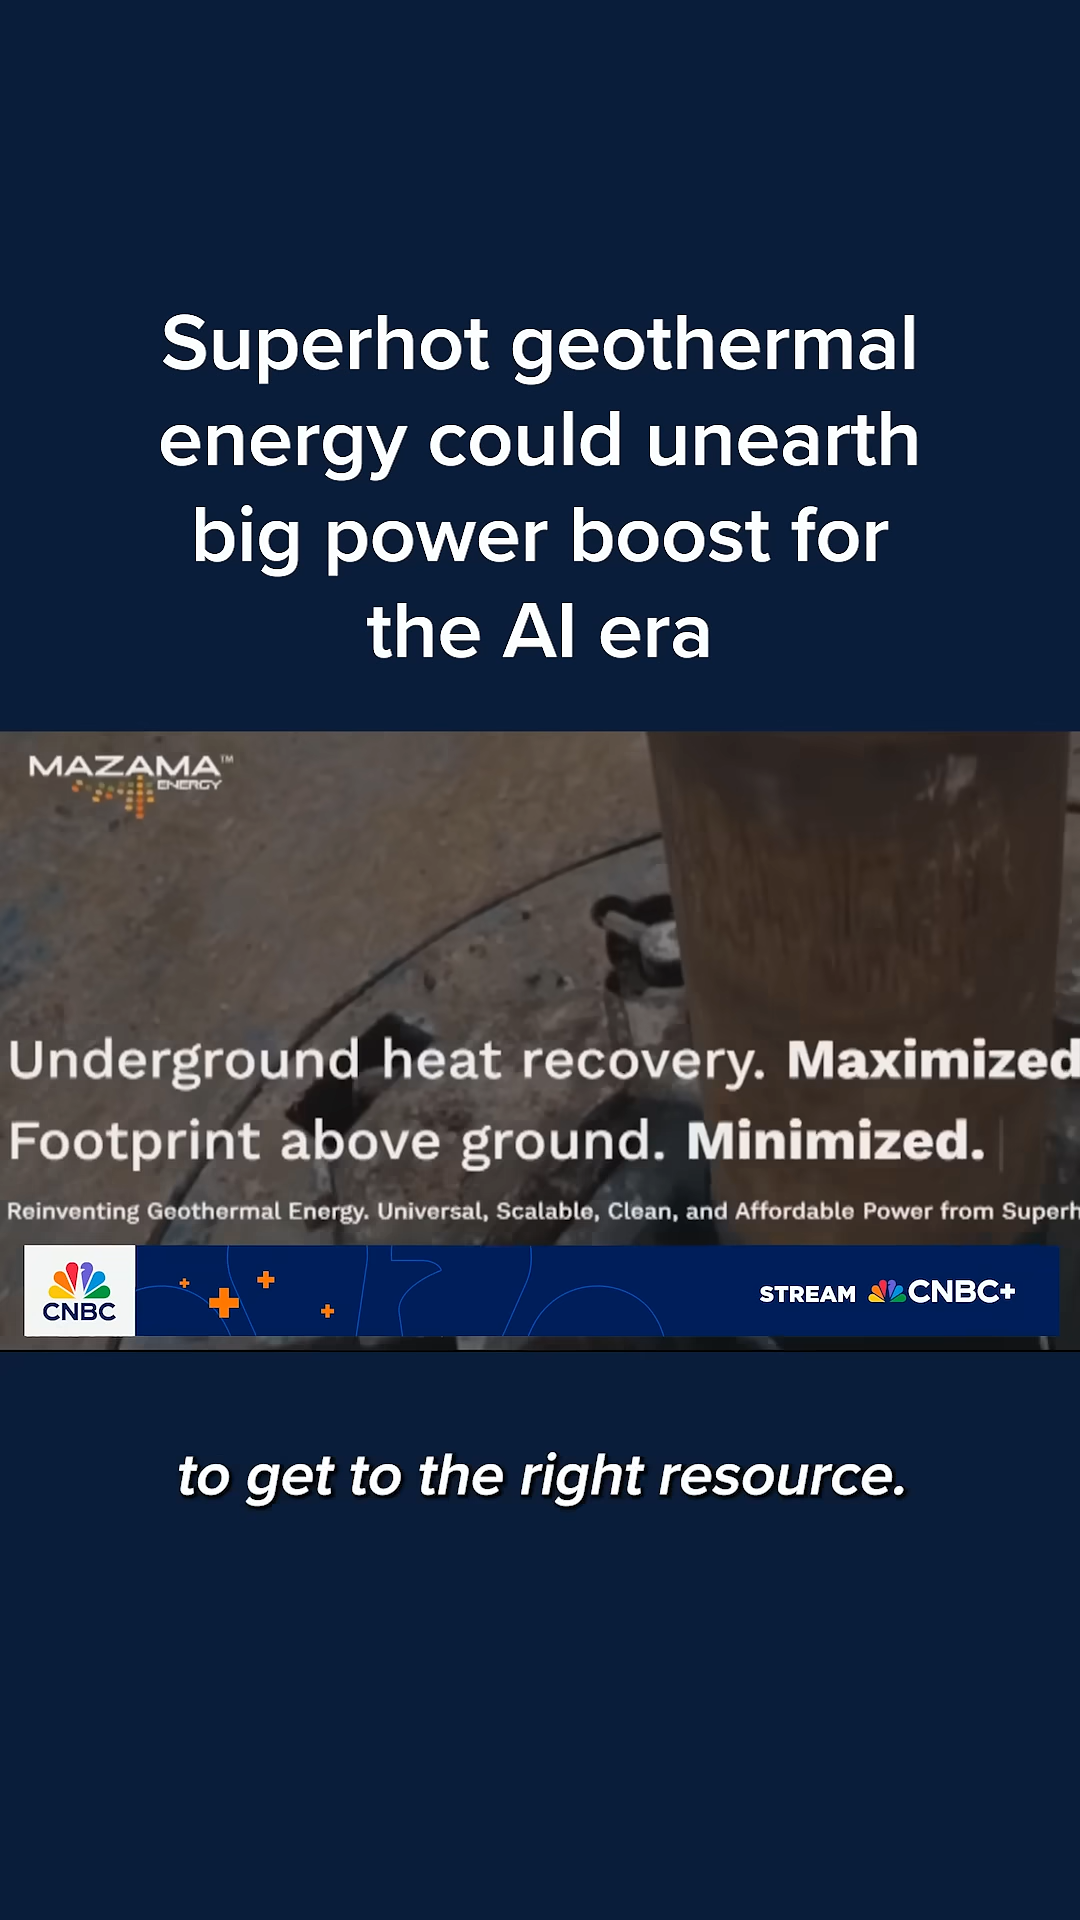 Superhot geothermal
energy could unearth
big power boost for
the AI era
MAZAMA™
ENERGY
Underground heat recovery. Maximized
Footprint above ground. Minimized.
Reinventing Geothermal Energy. Universal, Scalable, Clean, and Affordable Power from Superh
CNBC
STREAM CNBC+
to get to the right resource.